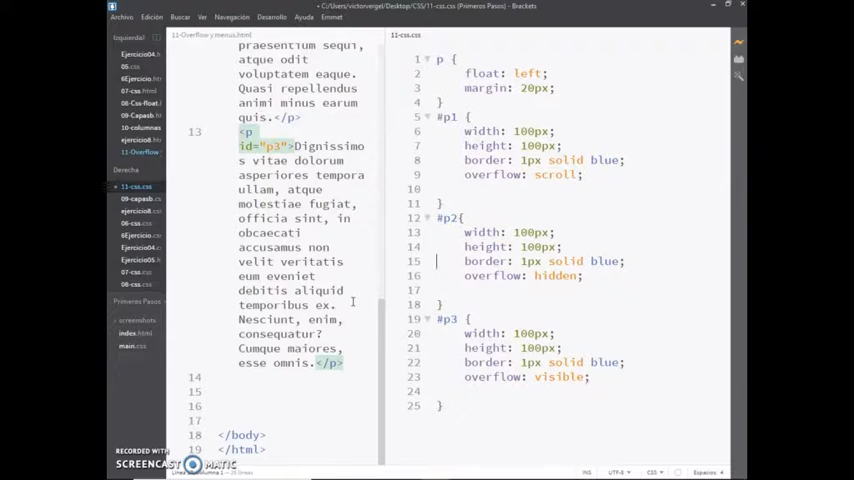 • C:/Users/victorvergel/Desktop/CSS/11-css.css (Primeros Pasos) - Brackets
Archivo Edición Buscar Ver Navegación Desarrollo Ayuda Emmet
Izquierda
Ejercicio04.h
05.css
6Ejercicio.ht
07-css.html
08-Css-float.
09-capas.htm
10-columnas
ejercicio8.ht
11-Overflow
Derecha
11-css.css
09-capasb.cs
ejercicio8.cs
06-css.css
6Ejercicio.cs
Ejercicio04.c
Ejercicio05.c
07-css.css
08-css.css
Primeros Pasos
screenshots
index.html
main.css
11-Overflow y menus.html
praesentium sequi,
atque odit
voluptatem eaque.
Quasi repellendus
animi minus earum
quis.</p>
13 <p
id="p3">Dignissimo
s vitae dolorum
asperiores tempora
ullam, atque
molestiae fugiat,
officia sint, in
obcaecati
accusamus non
velit veritatis
eum eveniet
debitis aliquid
temporibus ex.
Nesciunt, enim,
consequatur?
Cumque maiores,
esse omnis.</p>
14
15
16
17
18 </body>
19 </html>
11-css.css
1 p {
2 float: left;
3 margin: 20px;
4 }
5 #p1 {
6 width: 100px;
7 height: 100px;
8 border: 1px solid blue;
9 overflow: scroll;
10
11 }
12 #p2{
13 width: 100px;
14 height: 100px;
15 border: 1px solid blue;
16 overflow: hidden;
17
18 }
19 #p3 {
20 width: 100px;
21 height: 100px;
22 border: 1px solid blue;
23 overflow: visible;
24
25 }
RECORDED WITH
SCREENCAST MATIC
INS UTF-8 CSS Espacios: 4